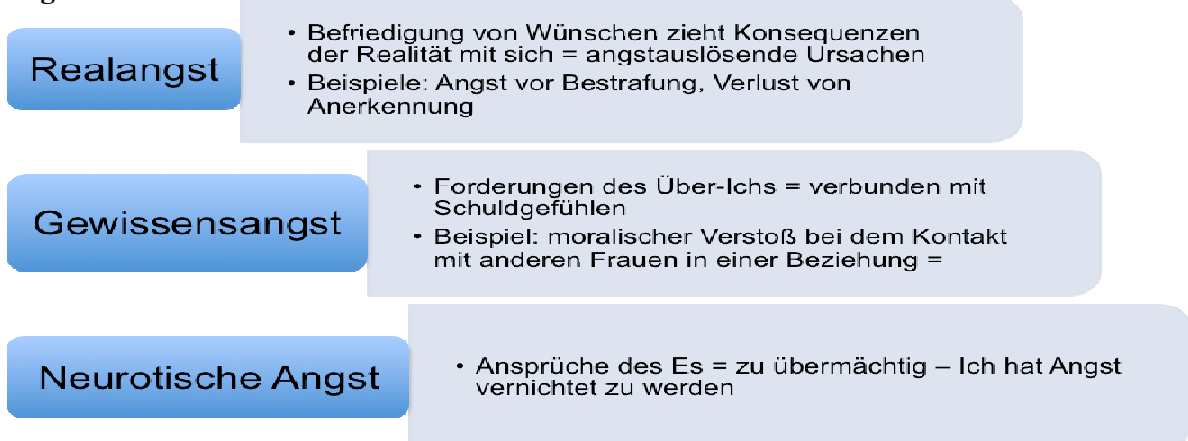 Realangst
• Befriedigung von Wünschen zieht Konsequenzen
der Realität mit sich = angstauslösende Ursachen
• Beispiele: Angst vor Bestrafung, Verlust von
Anerkennung
Gewissensangst
• Forderungen des Über-Ichs = verbunden mit
Schuldgefühlen
• Beispiel: moralischer Verstoß bei dem Kontakt
mit anderen Frauen in einer Beziehung =
Neurotische Angst
• Ansprüche des Es = zu übermächtig – Ich hat Angst
vernichtet zu werden